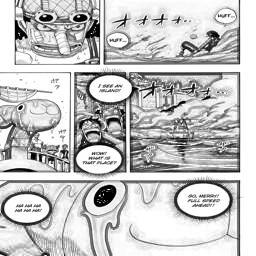 HUFF...
HUFF...
I SEE AN
ISLAND!
WOW!
WHAT IS
THAT PLACE?
GO, MERRY!
FULL SPEED
AHEAD!!
HA HA HA
HA HA!